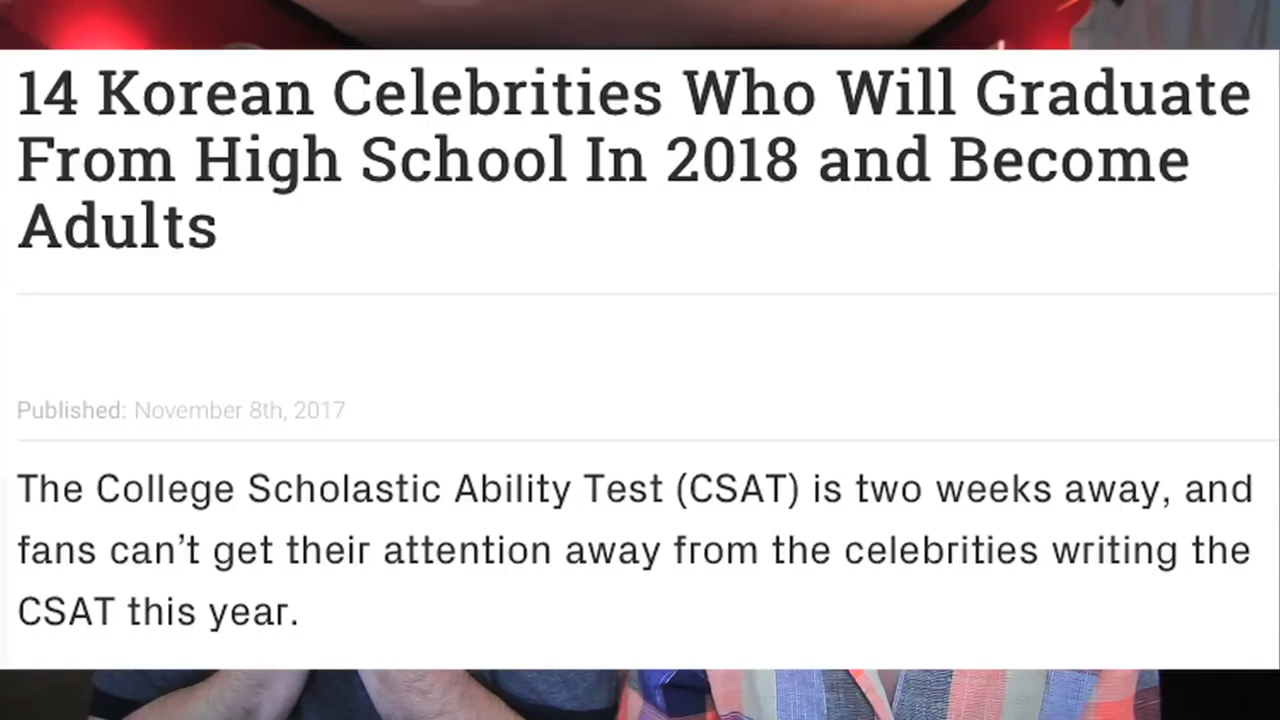 14 Korean Celebrities Who Will Graduate
From High School In 2018 and Become
Adults
Published: November 8th, 2017
The College Scholastic Ability Test (CSAT) is two weeks away, and
fans can’t get their attention away from the celebrities writing the
CSAT this year.